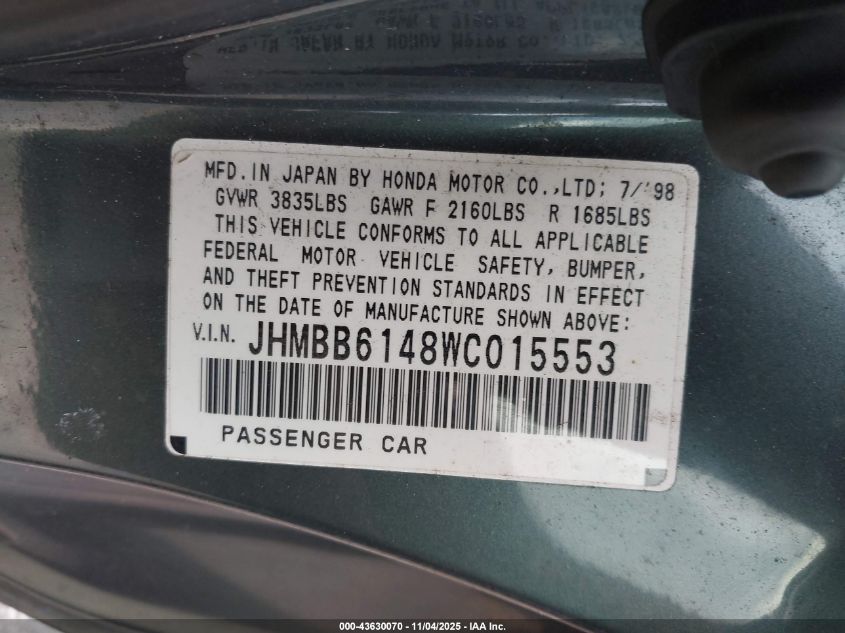 MFD.IN JAPAN BY HONDA MOTOR CO.,LTD; 7/'98
GVWR 3835LBS GAWR F 2160LBS R 1685LBS
THIS VEHICLE CONFORMS TO ALL APPLICABLE
FEDERAL MOTOR VEHICLE SAFETY, BUMPER,
AND THEFT PREVENTION STANDARDS IN EFFECT
ON THE DATE OF MANUFACTURE SHOWN ABOVE:
V.I.N. JHMBB6148WC015553
PASSENGER CAR
000-43630070 - 11/04/2025 - IAA Inc.